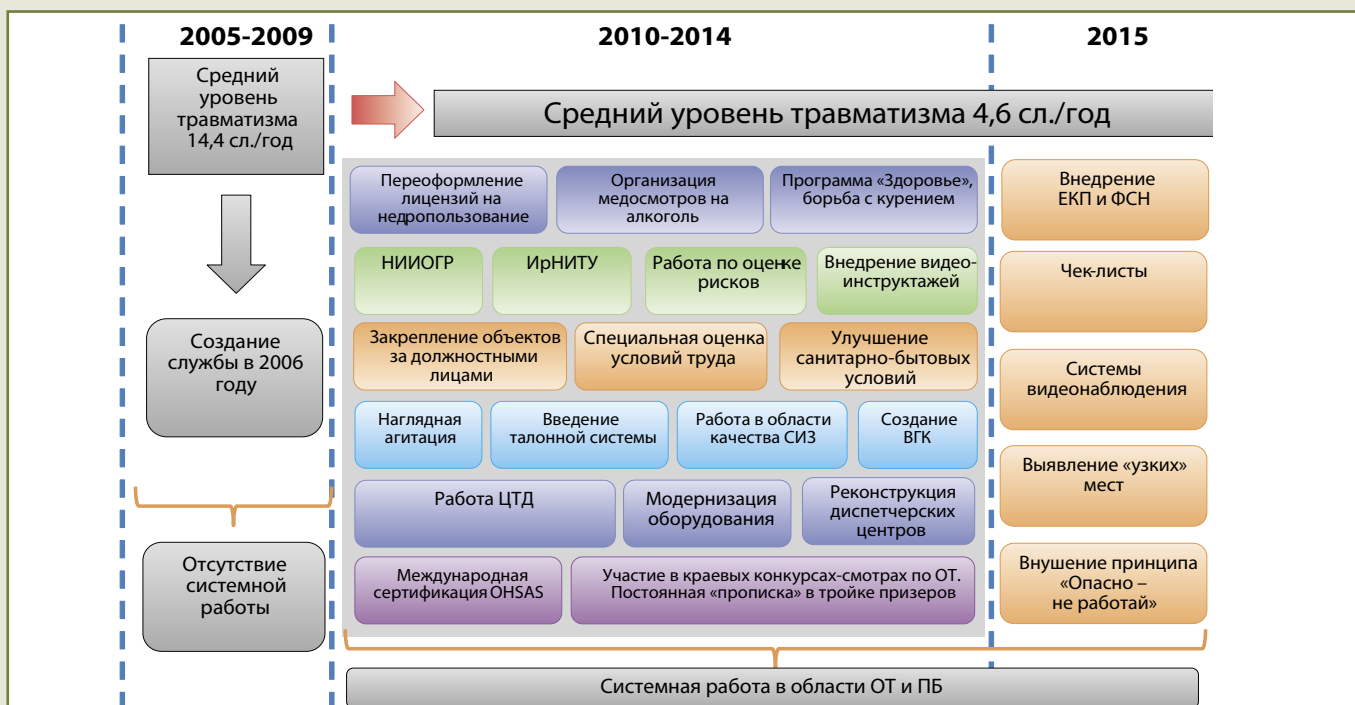 2005-2009
2010-2014
2015
Средний
уровень
травматизма
14,4 сл./год
Средний уровень травматизма 4,6 сл./год
Создание
службы в 2006
году
Отсутствие
системной
работы
Переоформление
лицензий на
недропользование
Организация
медосмотров на
алкоголь
Программа «Здоровье»,
борьба с курением
НИИОГР
ИрНИТУ
Работа по оценке
рисков
Внедрение видео-
инструктажей
Закрепление объектов
за должностными
лицами
Специальная оценка
условий труда
Улучшение
санитарно-бытовых
условий
Наглядная
агитация
Введение
талонной системы
Работа в области
качества СИЗ
Создание
ВГК
Работа ЦТД
Модернизация
оборудования
Реконструкция
диспетчерских
центров
Международная
сертификация OHSAS
Участие в краевых конкурсах-смотрах по ОТ.
Постоянная «прописка» в тройке призеров
Внедрение
ЕКП и ФСН
Чек-листы
Системы
видеонаблюдения
Выявление «узких»
мест
Внушение принципа
«Опасно –
не работай»
Системная работа в области ОТ и ПБ